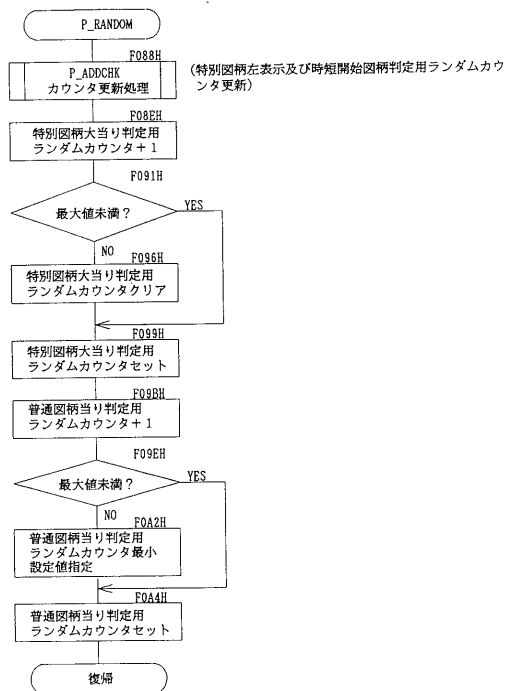 P_RANDOM
F088H
P_ADDCHK
カウンタ更新処理
(特別図柄左表示及び時短開始図柄判定用ランダムカウ
ンタ更新)
F08EH
特別図柄大当り判定用
ランダムカウンタ+1
F091H
最大値未満?
YES
NO
F096H
特別図柄大当り判定用
ランダムカウンタクリア
F099H
特別図柄大当り判定用
ランダムカウンタセット
F09BH
普通図柄当り判定用
ランダムカウンタ+1
F09EH
最大値未満?
YES
NO
F0A2H
普通図柄当り判定用
ランダムカウンタ最小
設定値指定
F0A4H
普通図柄当り判定用
ランダムカウンタセット
復帰